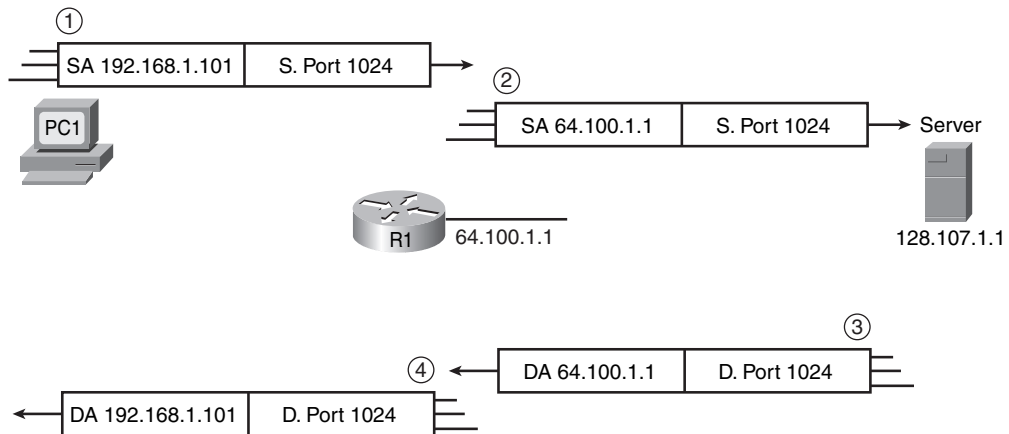 1
SA 192.168.1.101 S. Port 1024
2
PC1
SA 64.100.1.1 S. Port 1024
Server
R1
64.100.1.1
128.107.1.1
3
4
DA 64.100.1.1 D. Port 1024
DA 192.168.1.101 D. Port 1024